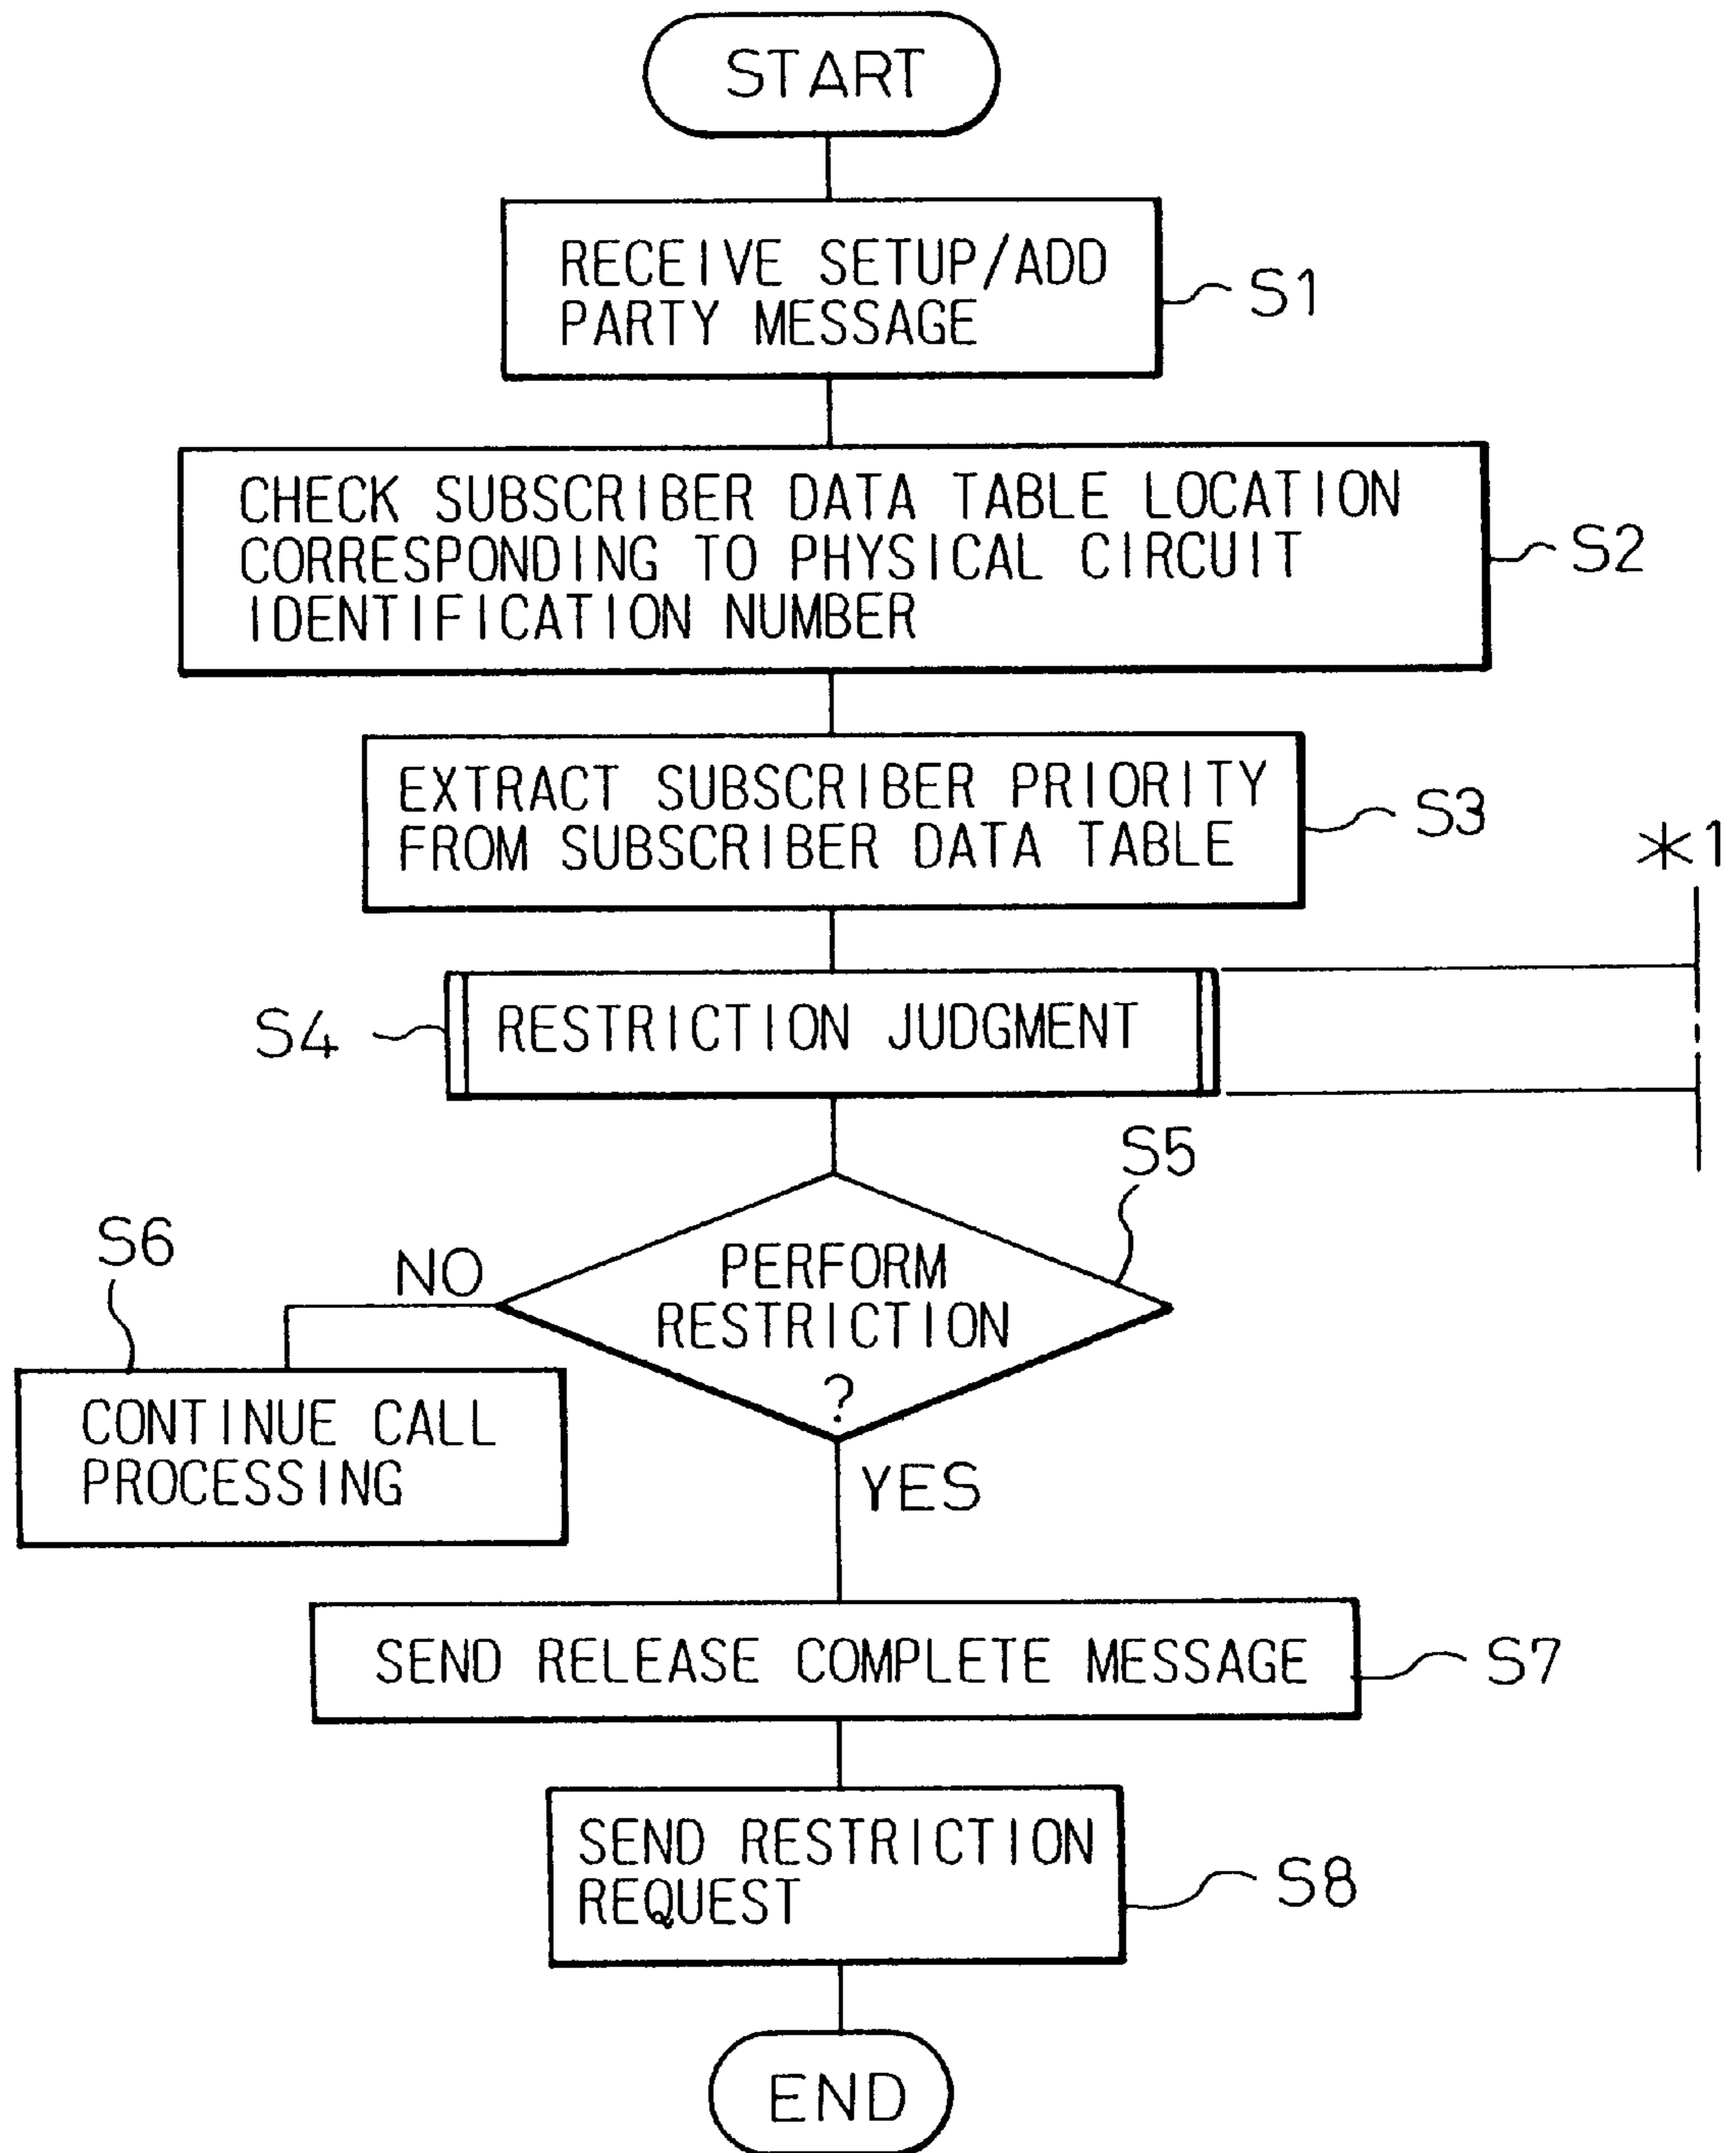 START
RECEIVE SETUP/ADD
PARTY MESSAGE
S1
CHECK SUBSCRIBER DATA TABLE LOCATION
CORRESPONDING TO PHYSICAL CIRCUIT
IDENTIFICATION NUMBER
S2
EXTRACT SUBSCRIBER PRIORITY
FROM SUBSCRIBER DATA TABLE
S3
*1
S4
RESTRICTION JUDGMENT
S5
PERFORM
RESTRICTION
?
NO
S6
CONTINUE CALL
PROCESSING
YES
SEND RELEASE COMPLETE MESSAGE
S7
SEND RESTRICTION
REQUEST
S8
END